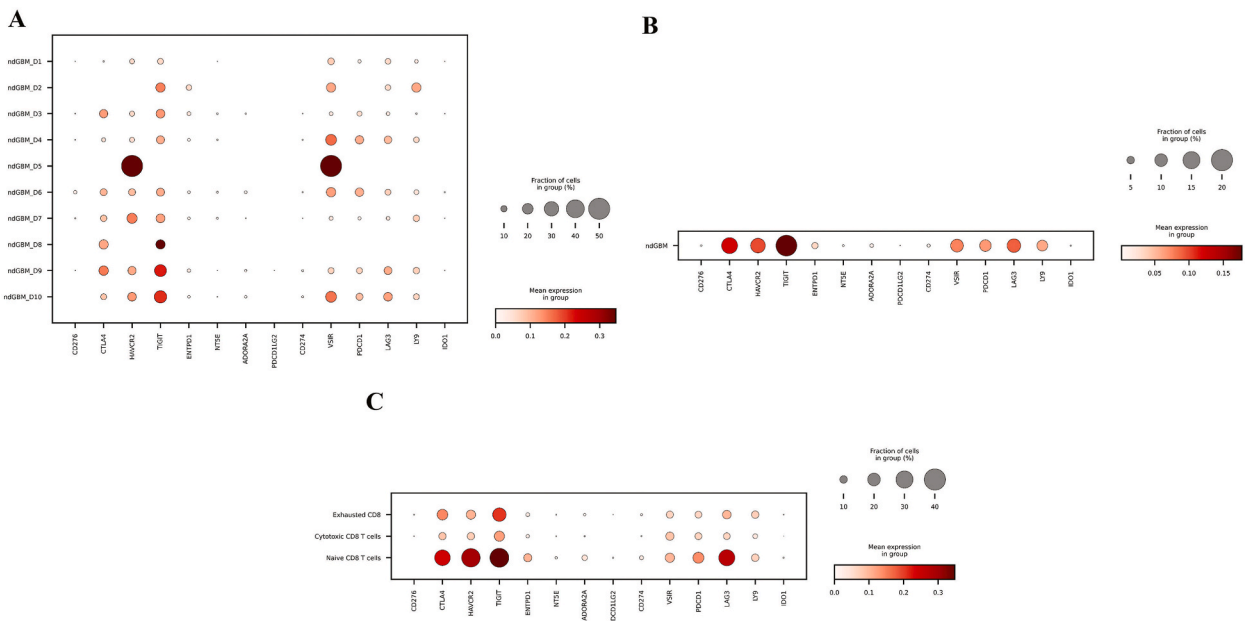 A
ndGBM_D1
ndGBM_D2
ndGBM_D3
ndGBM_D4
ndGBM_D5
ndGBM_D6
ndGBM_D7
ndGBM_D8
ndGBM_D9
ndGBM_D10
CD276
CTLA4
HAVCR2
TIGIT
ENTPD1
NT5E
ADORA2A
PDCD1LG2
CD274
VSIR
PDCD1
LAG3
LY9
IDO1
Fraction of cells
in group (%)
10 20 30 40 50
Mean expression
in group
0.0 0.1 0.2 0.3
B
ndGBM
CD276
CTLA4
HAVCR2
TIGIT
ENTPD1
NT5E
ADORA2A
PDCD1LG2
CD274
VSIR
PDCD1
LAG3
LY9
IDO1
Fraction of cells
in group (%)
5 10 15 20
Mean expression
in group
0.05 0.10 0.15
C
Exhausted CD8
Cytotoxic CD8 T cells
Naive CD8 T cells
CD276
CTLA4
HAVCR2
TIGIT
ENTPD1
NT5E
ADORA2A
DCD1LG2
CD274
VSIR
PDCD1
LAG3
LY9
IDO1
Fraction of cells
in group (%)
10 20 30 40
Mean expression
in group
0.0 0.1 0.2 0.3